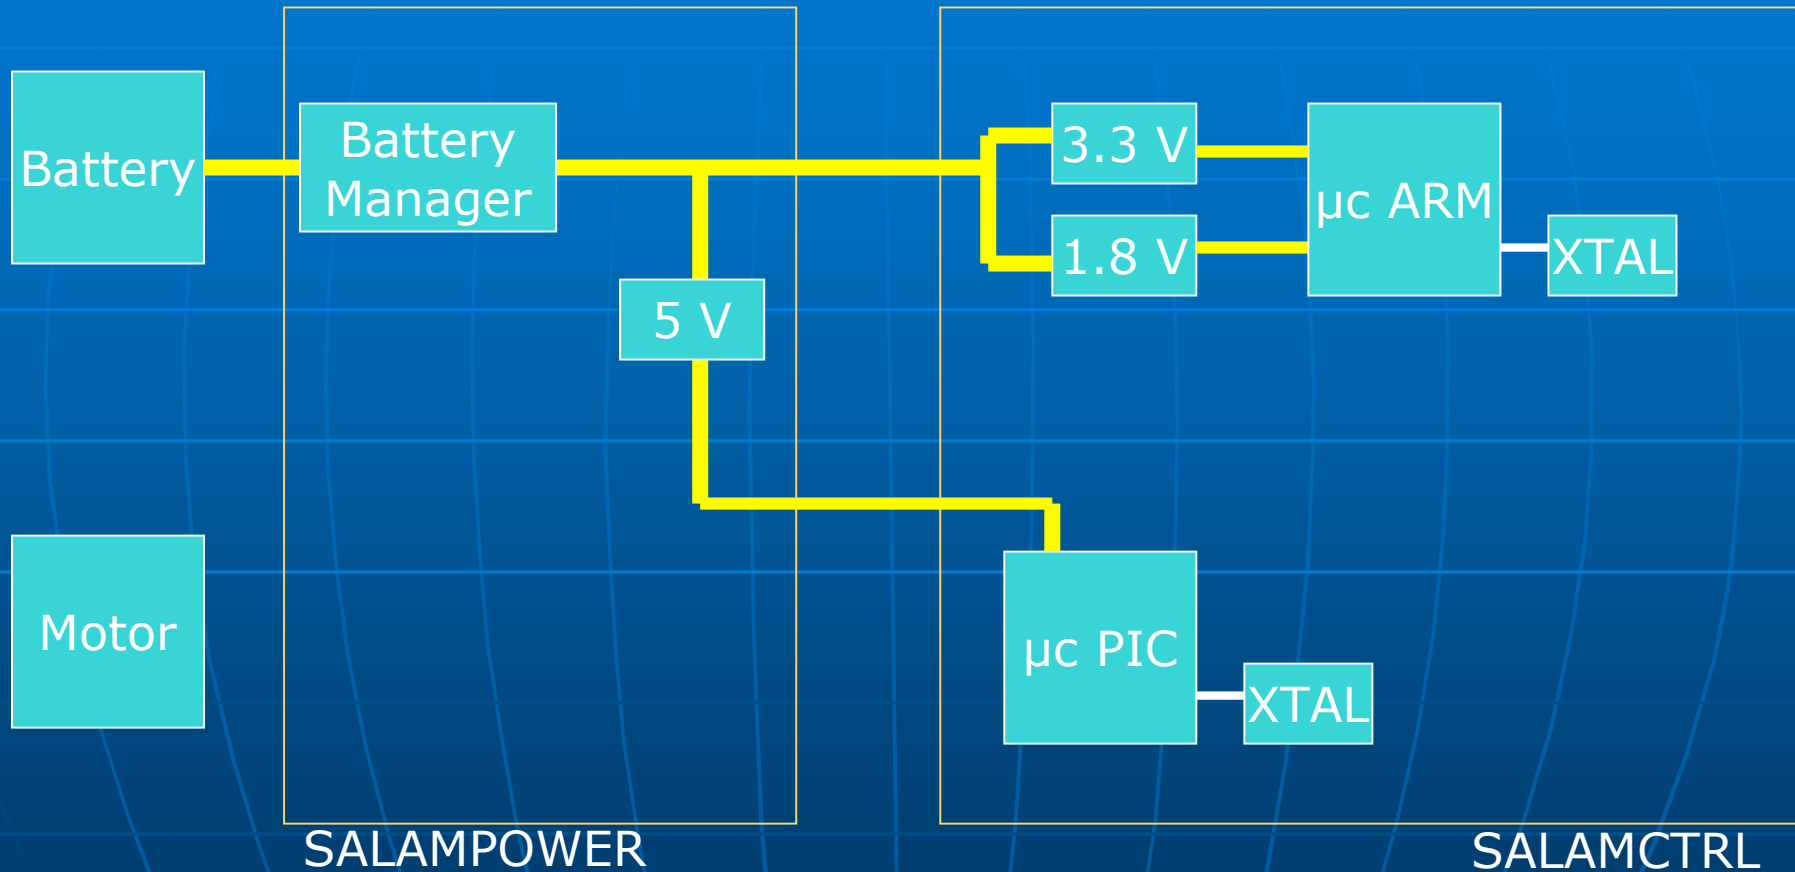 Battery
Battery
Manager
3.3 V
1.8 V
µc ARM
XTAL
5 V
Motor
µc PIC
XTAL
SALAMPOWER
SALAMCTRL